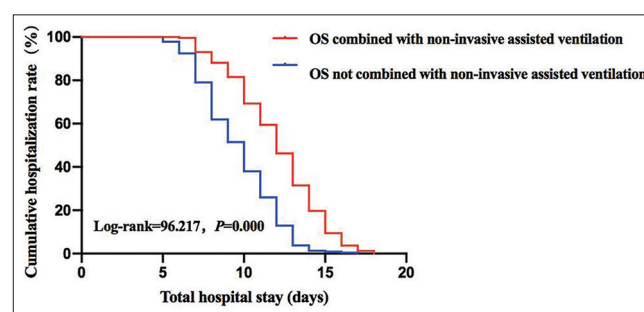 OS combined with non-invasive assisted ventilation
OS not combined with non-invasive assisted ventilation
Cumulative hospitalization rate (%)
100
80
60
40
20
0
Log-rank=96.217, P=0.000
0 5 10 15 20
Total hospital stay (days)